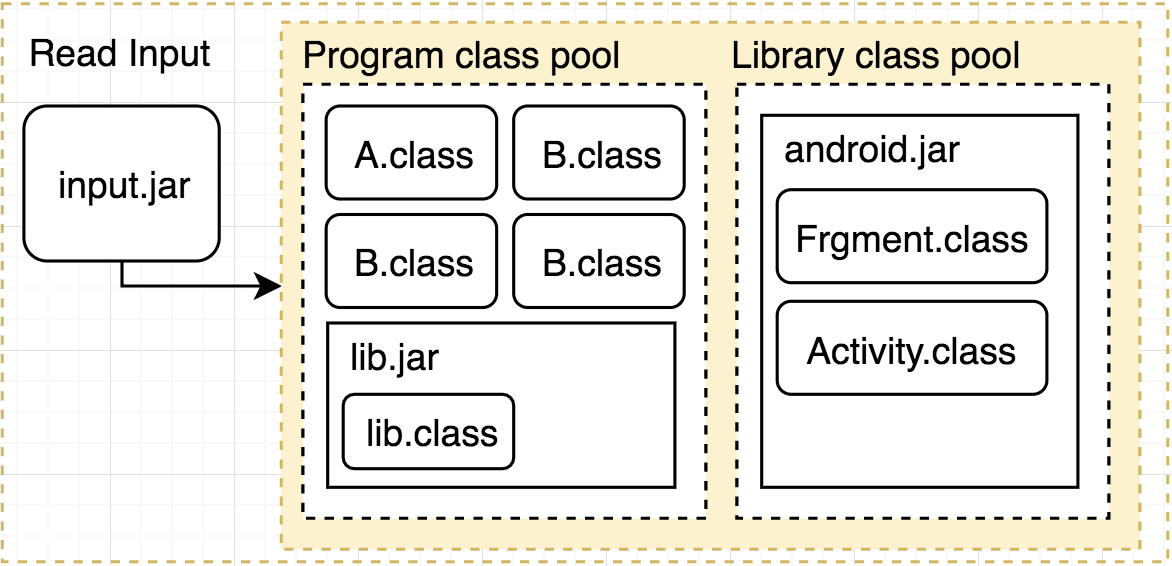 Read Input
input.jar
Program class pool
A.class
B.class
B.class
B.class
lib.jar
lib.class
Library class pool
android.jar
Frgment.class
Activity.class